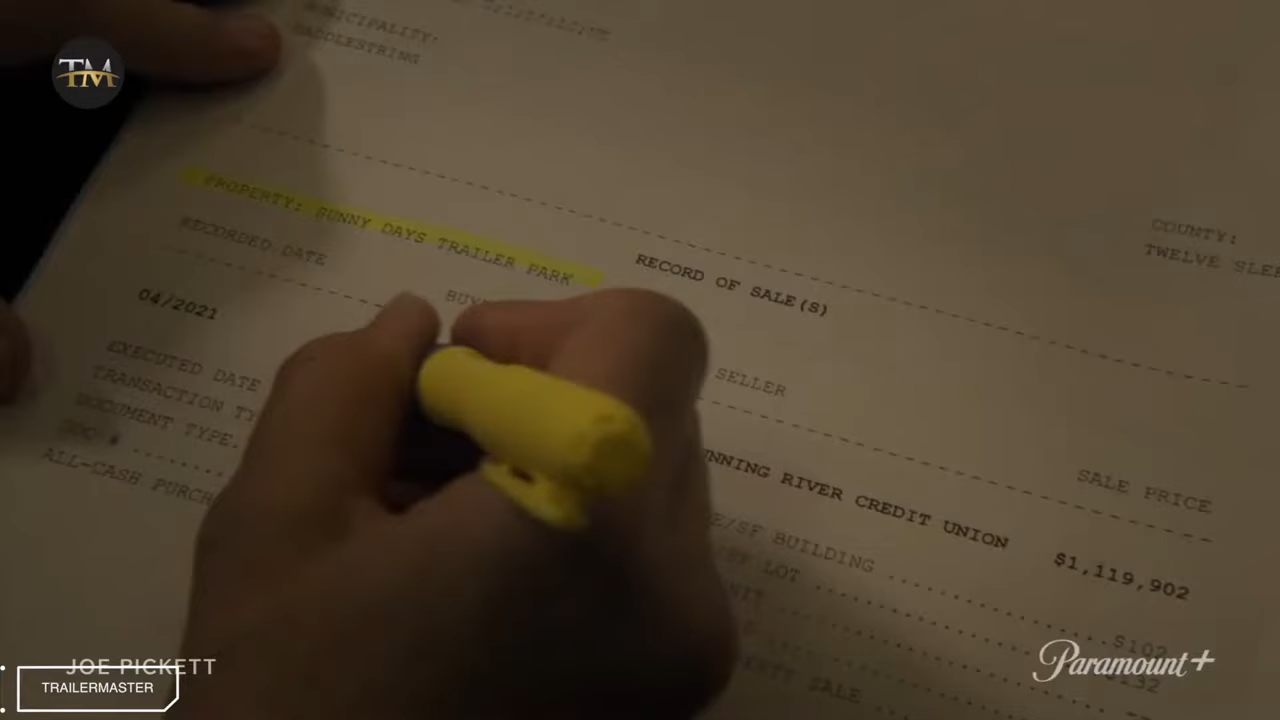 TM
MUNICIPALITY:
SADDLESTRING
COUNTY:
PROPERTY: SUNNY DAYS TRAILER PARK
RECORD OF SALE(S)
RECORDED DATE
SELLER
SALE PRICE
04/2021
RUNNING RIVER CREDIT UNION $1,119,902
EXECUTED DATE
TRANSACTION
DOCUMENT TYPE.
ALL-CASH
BUILDING
LOT
SALE
JOE PICKETT
TRAILERMASTER
Paramount+